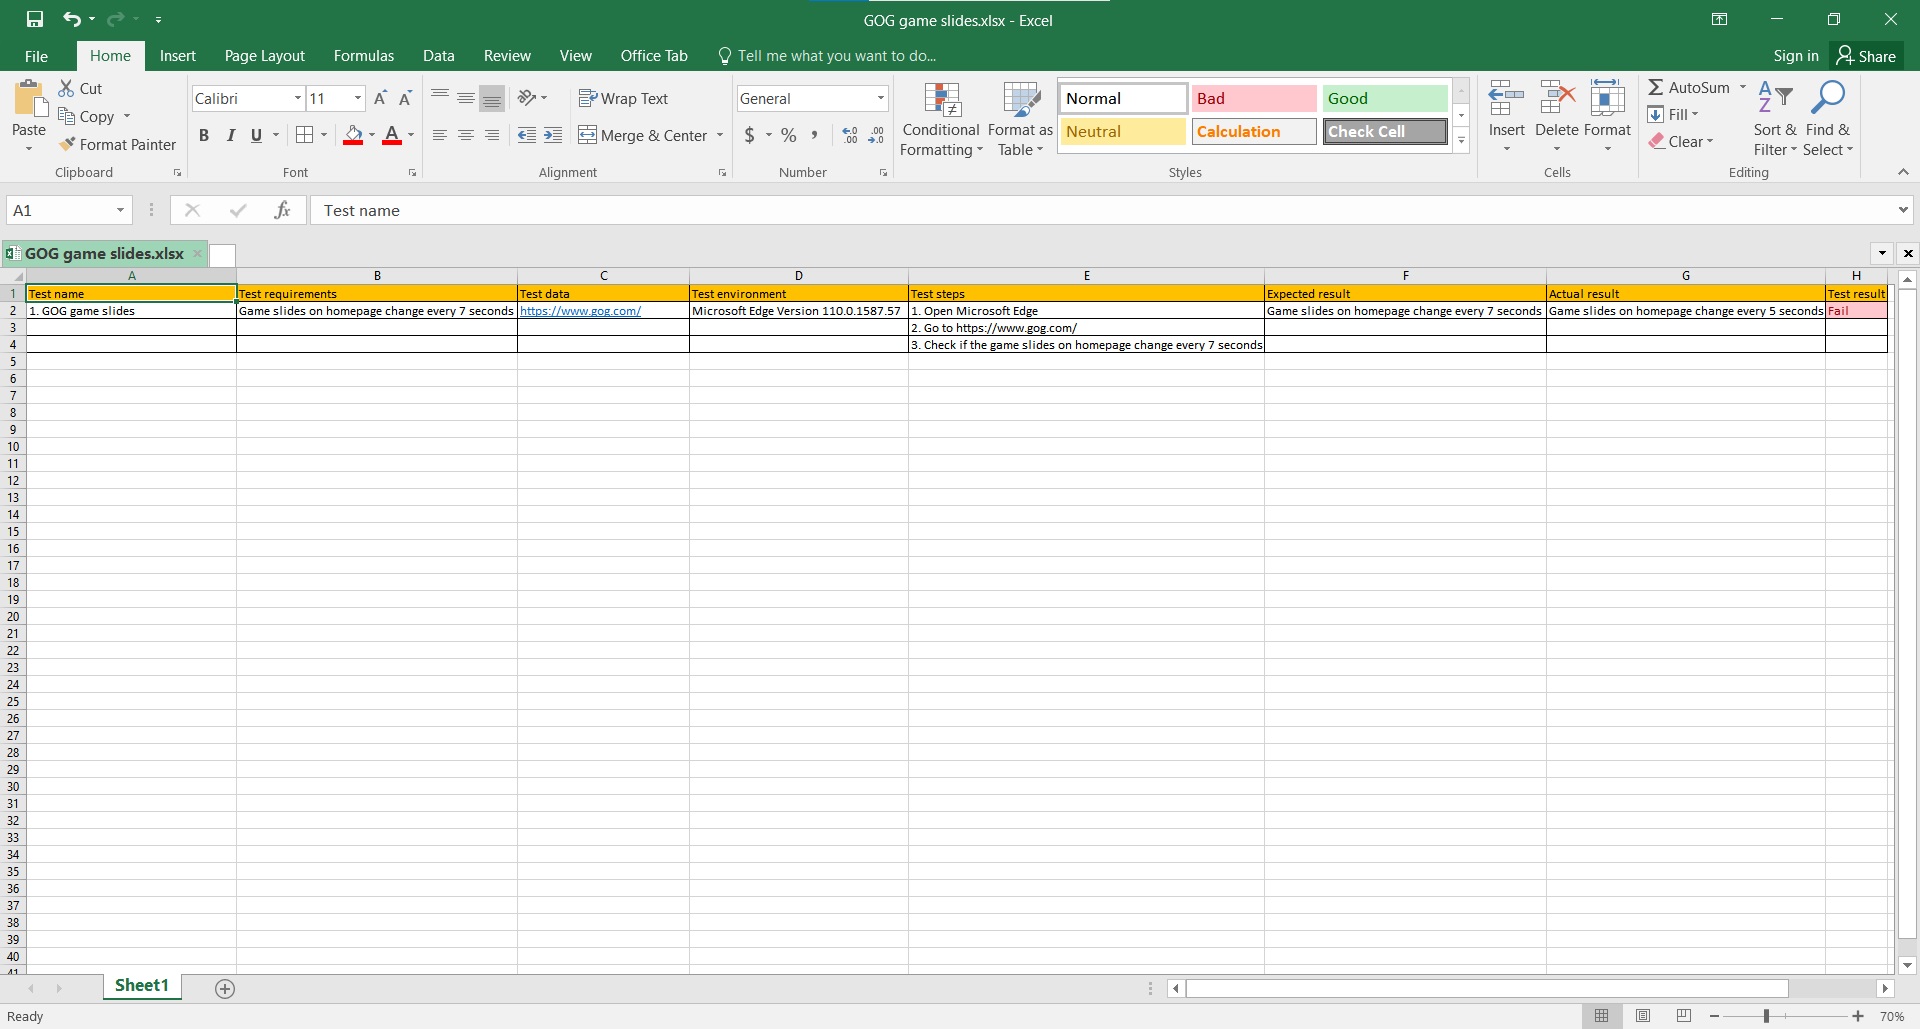 GOG game slides.xlsx - Excel
File Home Insert Page Layout Formulas Data Review View Office Tab Tell me what you want to do... Sign in Share
Paste
Cut
Copy
Format Painter
Clipboard
Calibri 11 A A
B I U A
Font
Wrap Text
Merge & Center
Alignment
General
$ % , .00 .00
Number
Conditional Formatting
Format as Table
Normal Bad Good
Neutral Calculation Check Cell
Styles
Insert Delete Format
Cells
AutoSum
Fill
Clear
Sort & Filter
Find & Select
Editing
A1 fx Test name
GOG game slides.xlsx
A B C D E F G H
1 Test name Test requirements Test data Test environment Test steps Expected result Actual result Test result
2 1. GOG game slides Game slides on homepage change every 7 seconds https://www.gog.com/ Microsoft Edge Version 110.0.1587.57 1. Open Microsoft Edge Game slides on homepage change every 7 seconds Game slides on homepage change every 5 seconds Fail
3 2. Go to https://www.gog.com/
4 3. Check if the game slides on homepage change every 7 seconds
5
6
7
8
9
10
11
12
13
14
15
16
17
18
19
20
21
22
23
24
25
26
27
28
29
30
31
32
33
34
35
36
37
38
39
40
41
Sheet1
Ready 70%